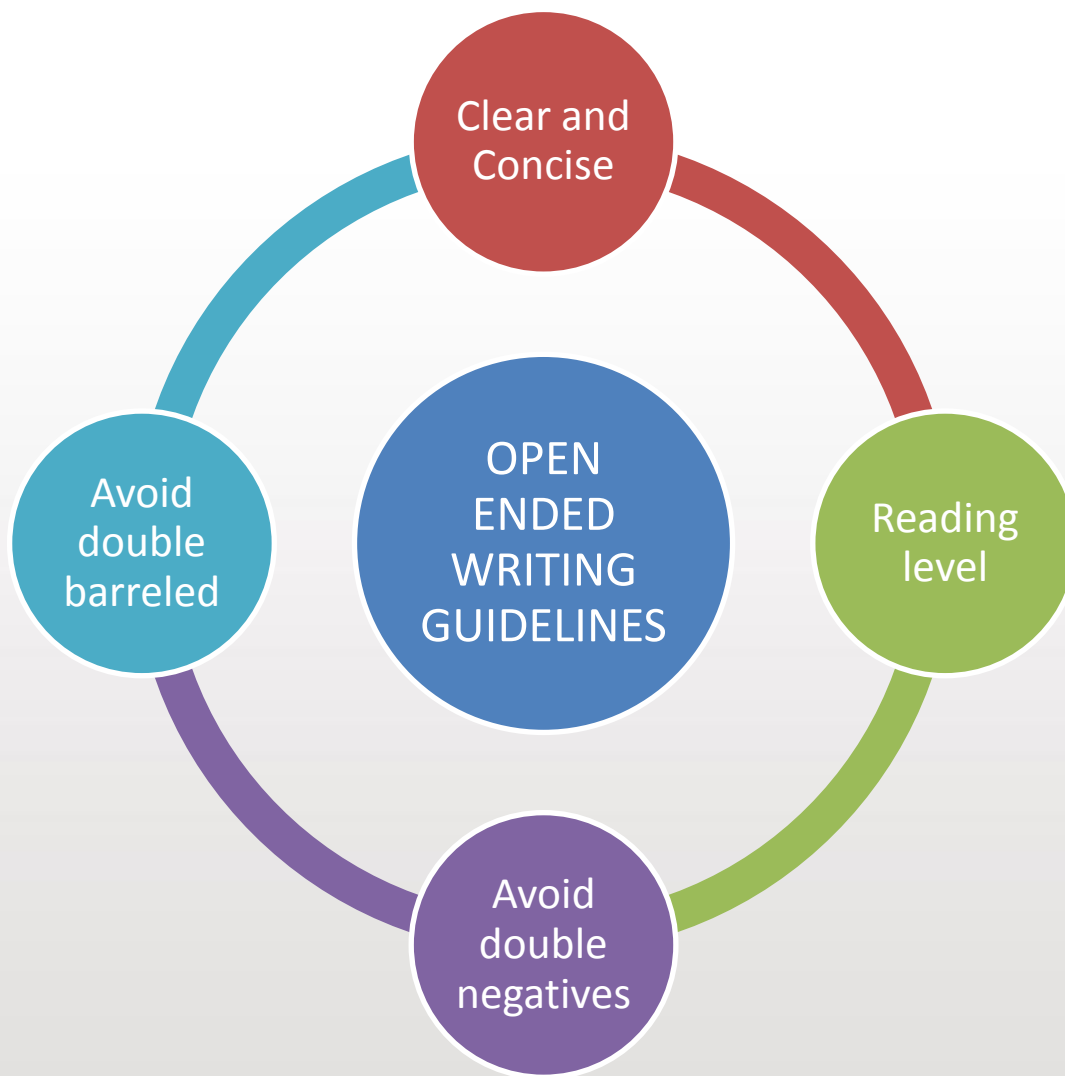 Clear and
Concise
OPEN
ENDED
WRITING
GUIDELINES
Avoid
double
barreled
Reading
level
Avoid
double
negatives